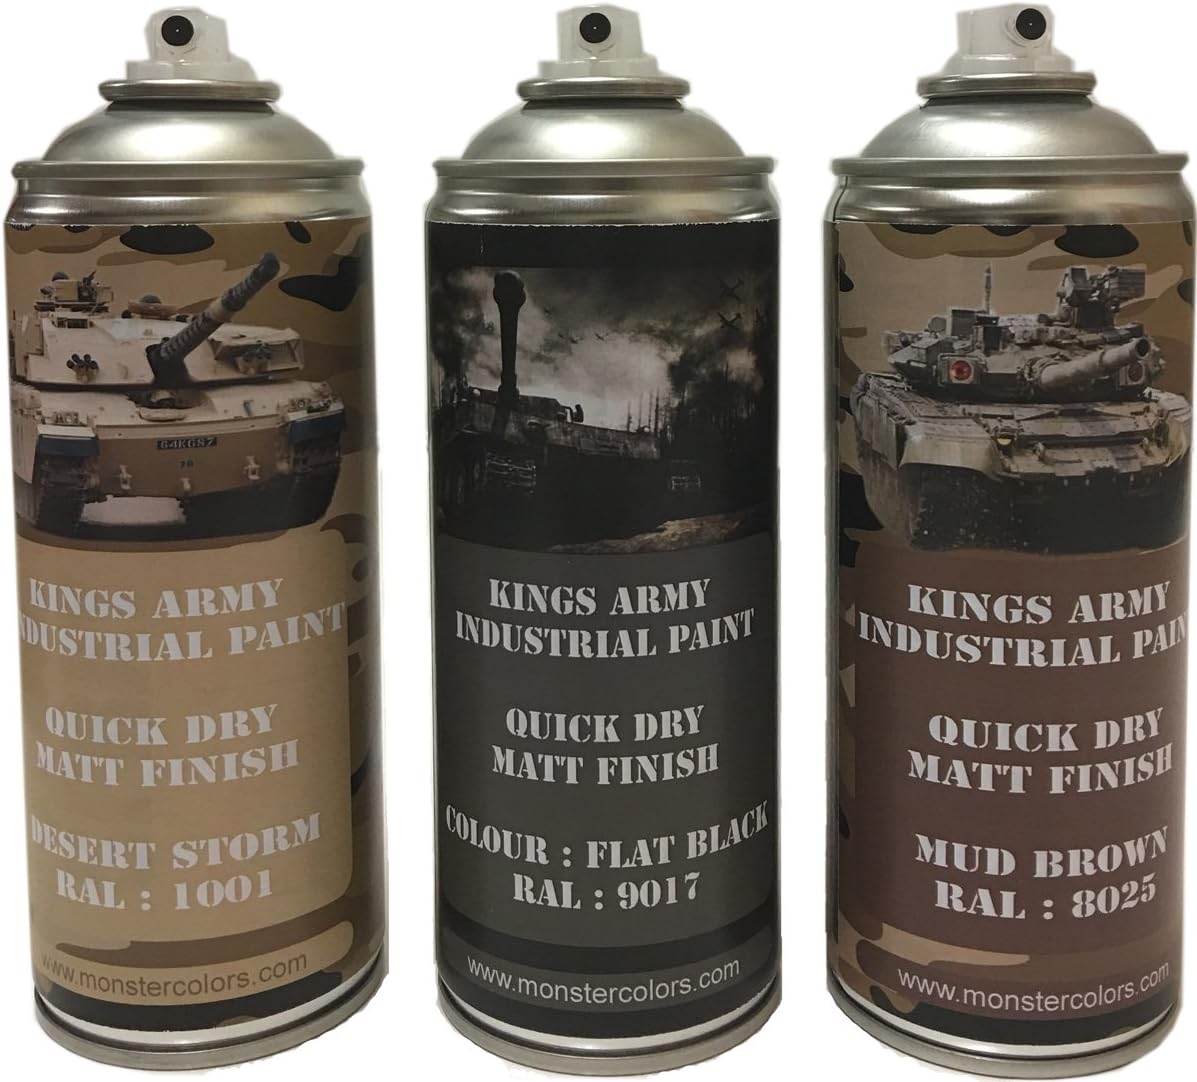 64KG87
KINGS ARMY
INDUSTRIAL PAINT
QUICK DRY
MATT FINISH
DESERT STORM
RAL : 1001
www.monstercolors.com
KINGS ARMY
INDUSTRIAL PAINT
QUICK DRY
MATT FINISH
COLOUR : FLAT BLACK
RAL : 9017
www.monstercolors.com
KINGS ARMY
INDUSTRIAL PAIN
QUICK DRY
MATT FINISH
MUD BROWN
RAL : 8025
www.monstercolors.com